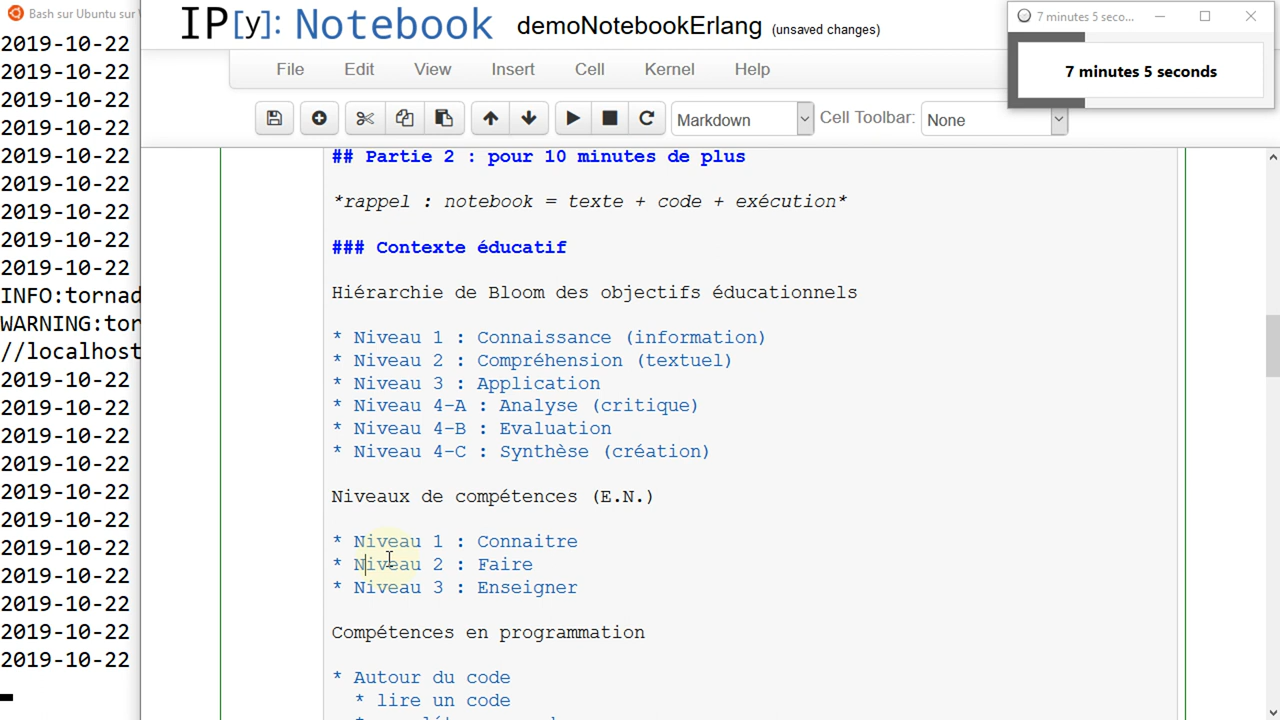 Bash sur Ubuntu sur
IP[y]: Notebook demoNotebookErlang (unsaved changes)
7 minutes 5 seco...
7 minutes 5 seconds
File Edit View Insert Cell Kernel Help
Markdown Cell Toolbar: None
2019-10-22
2019-10-22
2019-10-22
2019-10-22
2019-10-22
2019-10-22
2019-10-22
2019-10-22
2019-10-22
INFO:tornad
WARNING:tor
//localhost
2019-10-22
2019-10-22
2019-10-22
2019-10-22
2019-10-22
2019-10-22
2019-10-22
2019-10-22
2019-10-22
2019-10-22
2019-10-22
## Partie 2 : pour 10 minutes de plus
*rappel : notebook = texte + code + exécution*
### Contexte éducatif
Hiérarchie de Bloom des objectifs éducationnels
* Niveau 1 : Connaissance (information)
* Niveau 2 : Compréhension (textuel)
* Niveau 3 : Application
* Niveau 4-A : Analyse (critique)
* Niveau 4-B : Evaluation
* Niveau 4-C : Synthèse (création)
Niveaux de compétences (E.N.)
* Niveau 1 : Connaitre
* Niveau 2 : Faire
* Niveau 3 : Enseigner
Compétences en programmation
* Autour du code
* lire un code